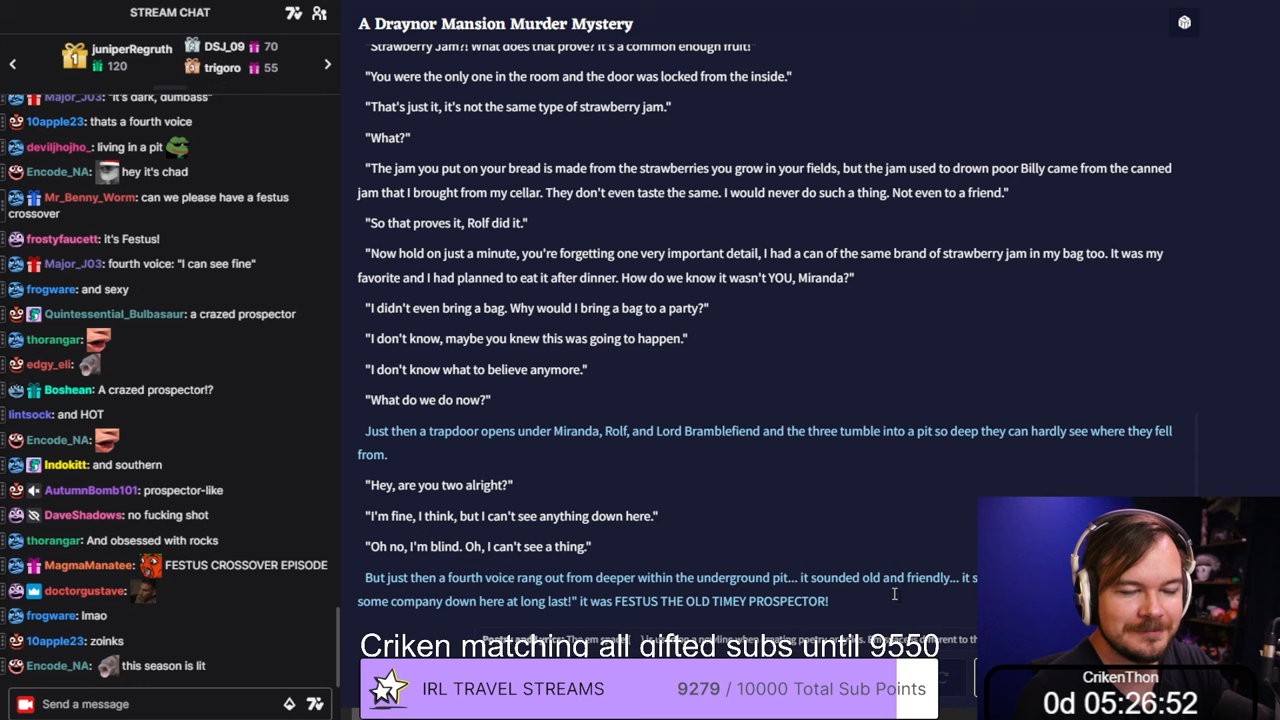 STREAM CHAT
juniperRegruth
120
DSJ_09 70
trigoro 55
Major_J03: "It's dark, dumbass"
10apple23: thats a fourth voice
deviljhojho_: living in a pit
Encode_NA: hey it's chad
Mr_Benny_Worm: can we please have a festus
crossover
frostyfaucett: it's Festus!
Major_J03: fourth voice: "I can see fine"
frogware: and sexy
Quintessential_Bulbasaur: a crazed prospector
thorangar:
edgy_eli:
Boshean: A crazed prospector!?
lintsock: and HOT
Encode_NA:
Indokitt: and southern
AutumnBomb101: prospector-like
DaveShadows: no fucking shot
thorangar: And obsessed with rocks
MagmaManatee: FESTUS CROSSOVER EPISODE
doctorgustave:
frogware: lmao
10apple23: zoinks
Encode_NA: this season is lit
Send a message
A Draynor Mansion Murder Mystery
"Strawberry Jam?! What does that prove? It's a common enough fruit!"
"You were the only one in the room and the door was locked from the inside."
"That's just it, it's not the same type of strawberry jam."
"What?"
"The jam you put on your bread is made from the strawberries you grow in your fields, but the jam used to drown poor Billy came from the canned
jam that I brought from my cellar. They don't even taste the same. I would never do such a thing. Not even to a friend."
"So that proves it, Rolf did it."
"Now hold on just a minute, you're forgetting one very important detail, I had a can of the same brand of strawberry jam in my bag too. It was my
favorite and I had planned to eat it after dinner. How do we know it wasn't YOU, Miranda?"
"I didn't even bring a bag. Why would I bring a bag to a party?"
"I don't know, maybe you knew this was going to happen."
"I don't know what to believe anymore."
"What do we do now?"
Just then a trapdoor opens under Miranda, Rolf, and Lord Bramblefiend and the three tumble into a pit so deep they can hardly see where they fell
from.
"Hey, are you two alright?"
"I'm fine, I think, but I can't see anything down here."
"Oh no, I'm blind. Oh, I can't see a thing."
But just then a fourth voice rang out from deeper within the underground pit... it sounded old and friendly... it s
some company down here at long last!" it was FESTUS THE OLD TIMEY PROSPECTOR!
Criken matching all gifted subs until 9550
IRL TRAVEL STREAMS 9279 / 10000 Total Sub Points
CrikenThon
0d 05:26:52